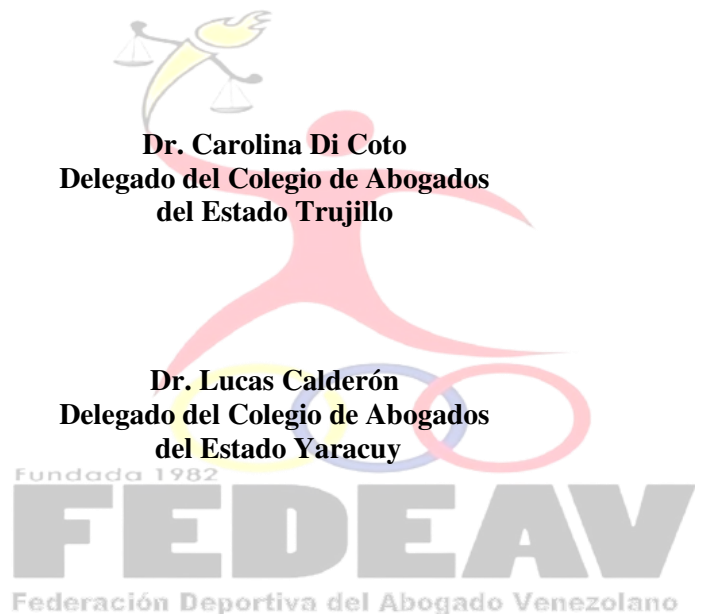 Dr. Carolina Di Coto
Delegado del Colegio de Abogados
del Estado Trujillo
Dr. Lucas Calderón
Delegado del Colegio de Abogados
del Estado Yaracuy
Fundada 1982
FEDEAV
Federación Deportiva del Abogado Venezolano